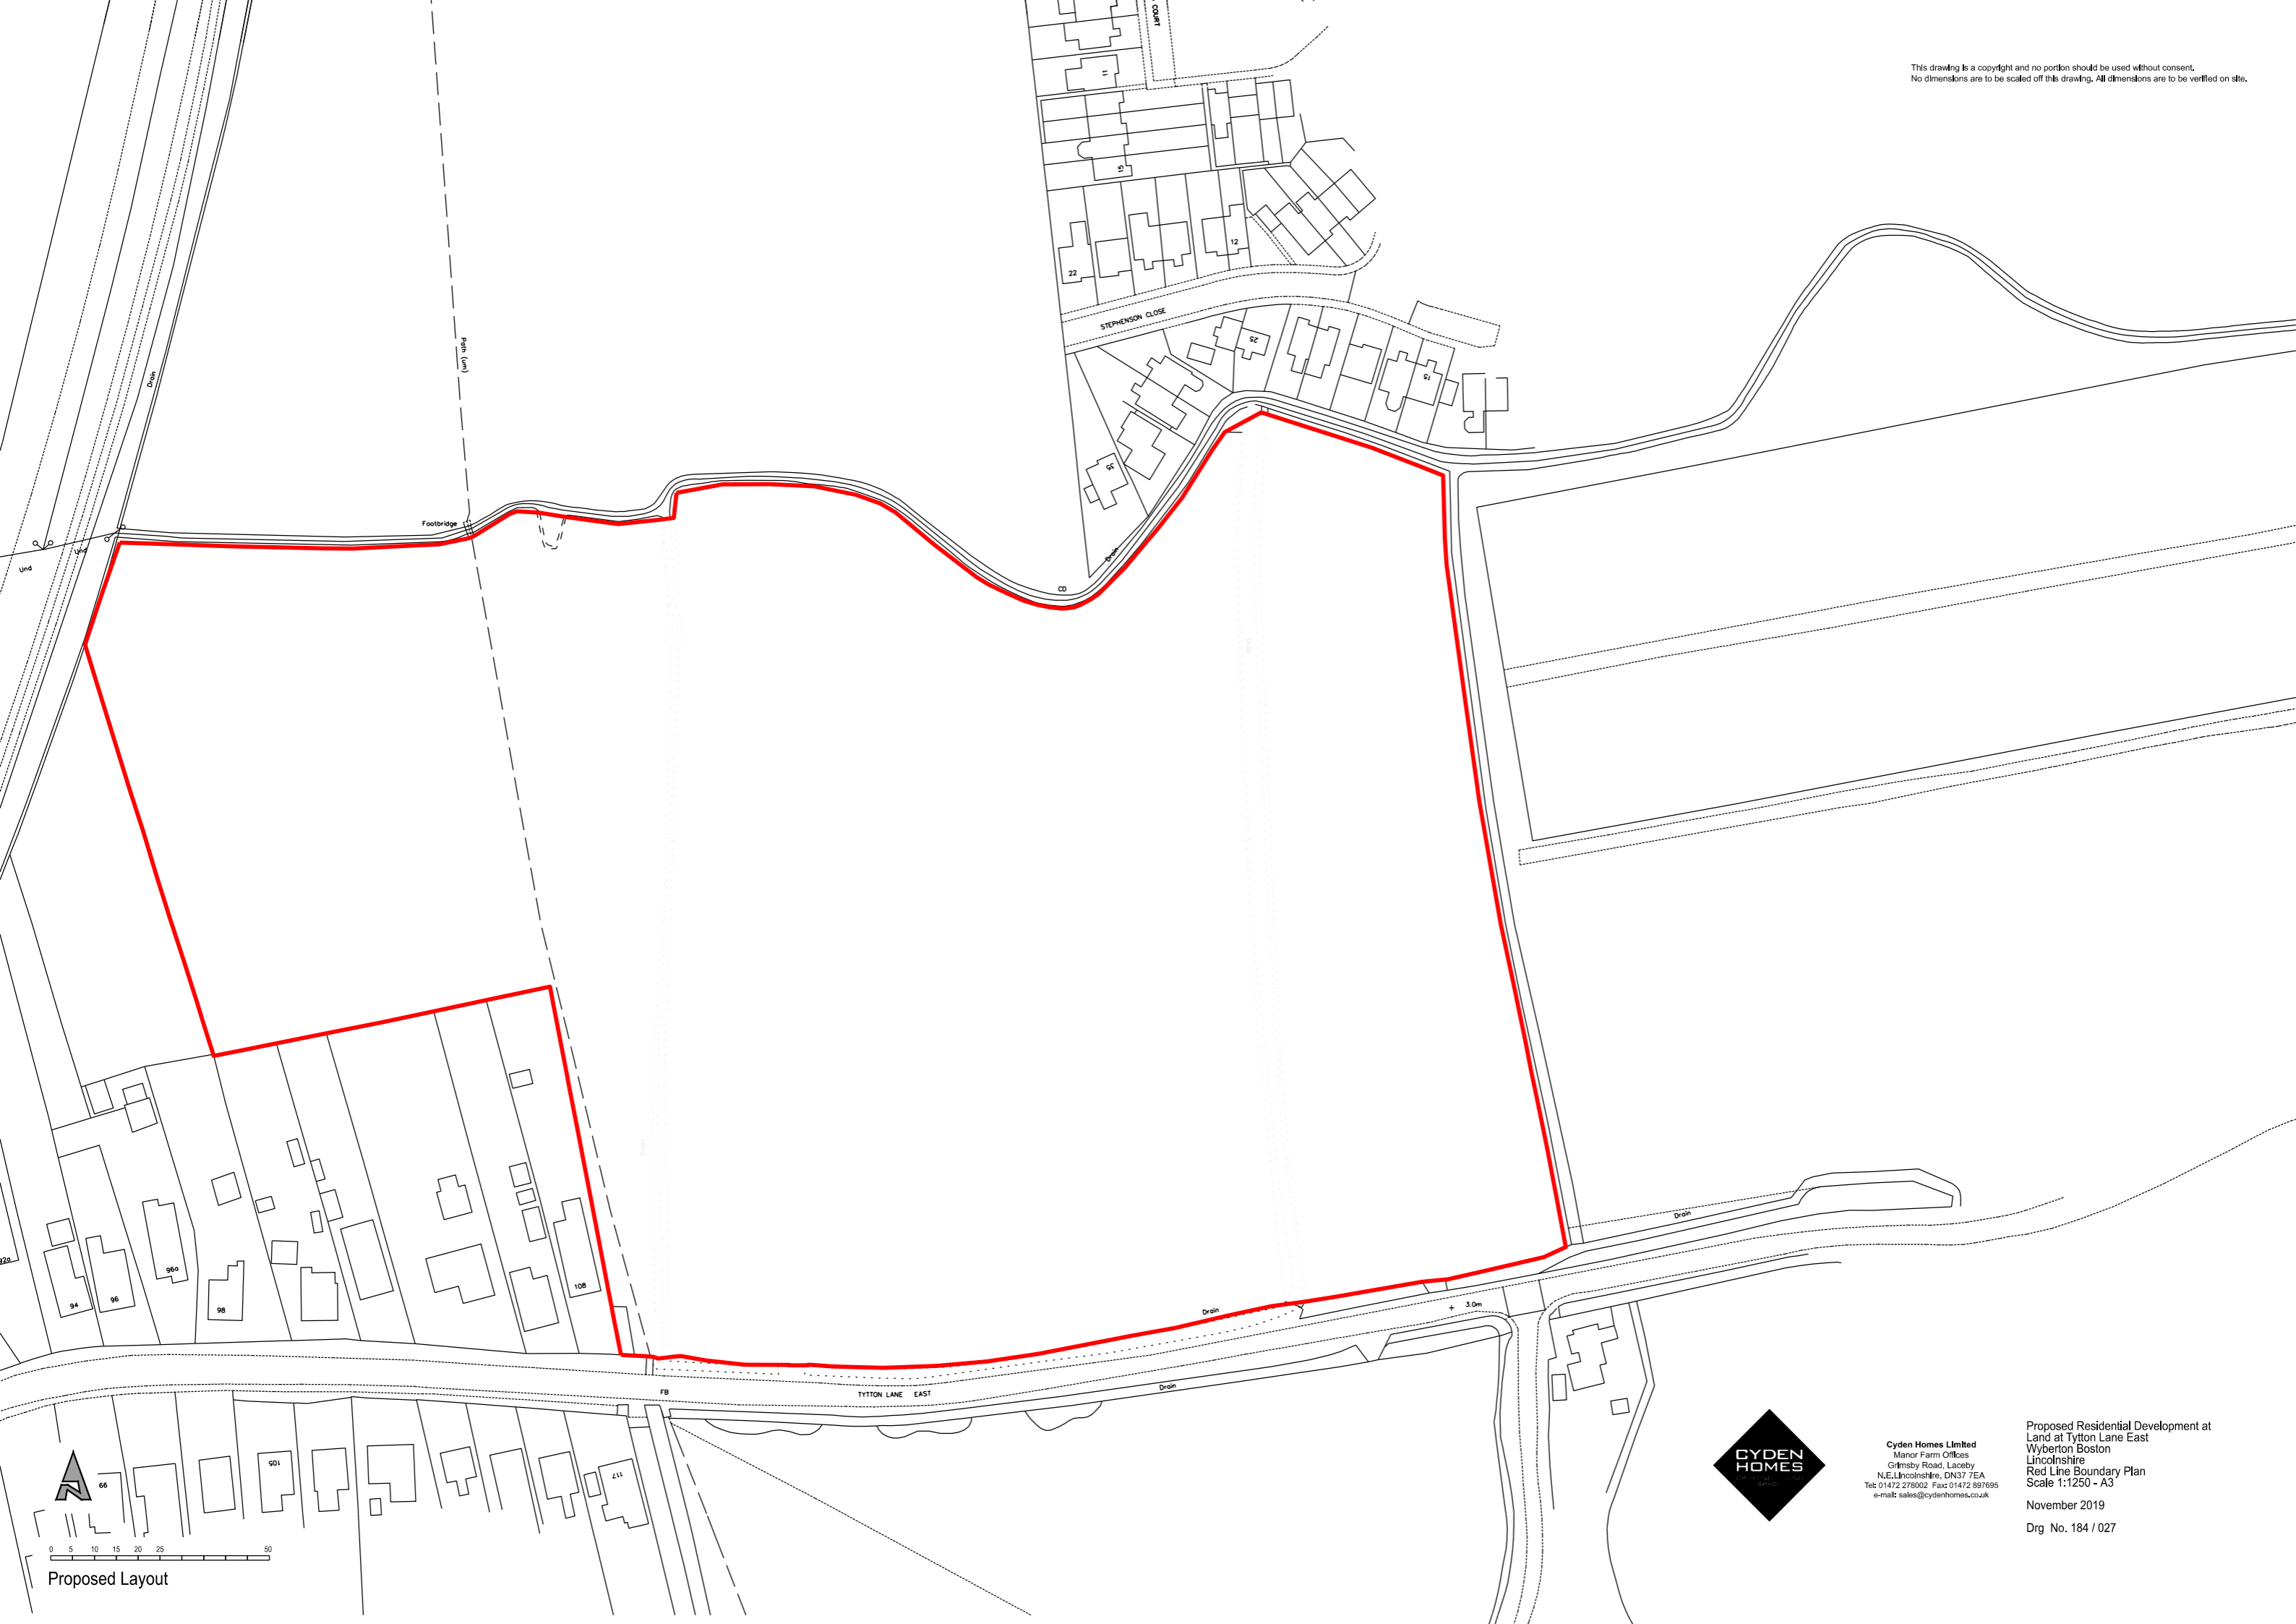 COURT
This drawing is a copyright and no portion should be used without consent.
No dimensions are to be scaled off this drawing. All dimensions are to be verified on site.
11
15
22
12
STEPHENSON CLOSE
25
15
35
Path (um)
Drain
Footbridge
Und
Und
Drain
CD
Drain
Drain
Drain
Drain
3.0m
Drain
92a
94
96
96a
98
108
FB
TYTTON LANE EAST
Drain
66
105
117
0 5 10 15 20 25 50
Proposed Layout
CYDEN
HOMES
Cyden Homes Limited
Manor Farm Offices
Grimsby Road, Laceby
N.E.Lincolnshire, DN37 7EA
Tel: 01472 278002 Fax: 01472 897695
e-mail: sales@cydenhomes.co.uk
Proposed Residential Development at
Land at Tytton Lane East
Wyberton Boston
Lincolnshire
Red Line Boundary Plan
Scale 1:1250 - A3
November 2019
Drg No. 184 / 027